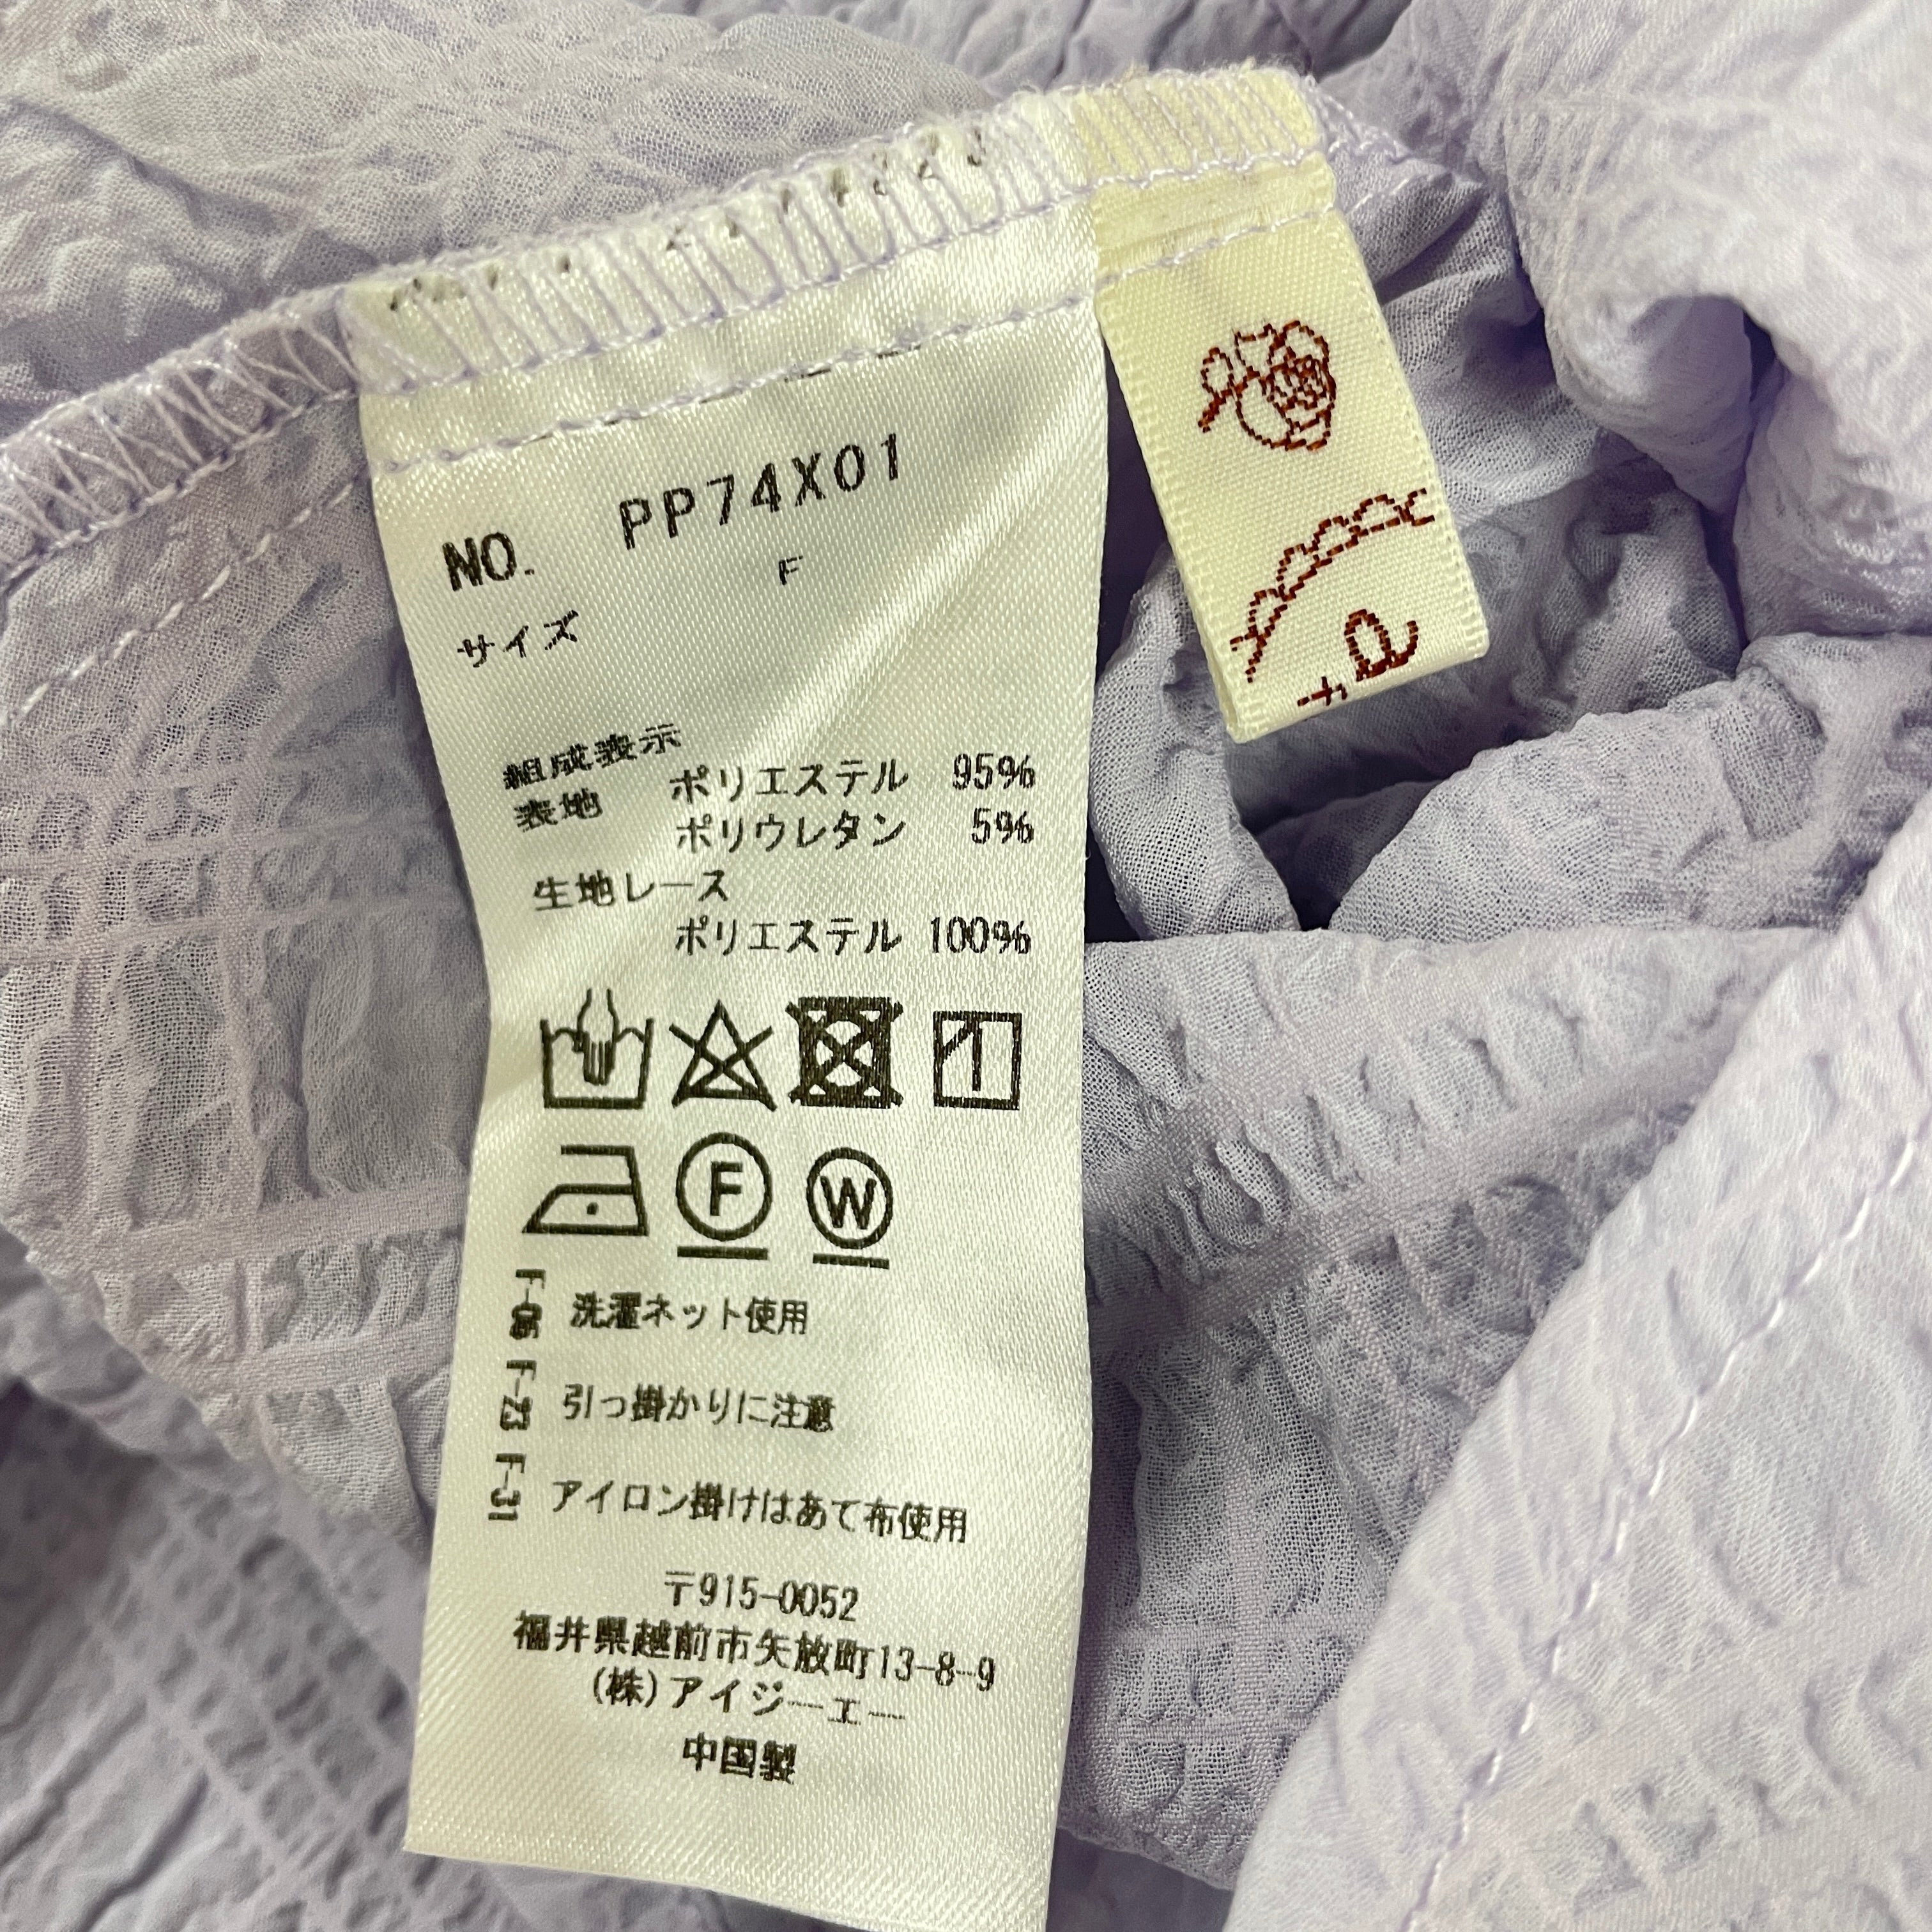 NO. PP74X01
サイズ F
組成表示
表地 ポリエステル 95%
ポリウレタン 5%
生地レース
ポリエステル 100%
F
W
F-06 洗濯ネット使用
F-23 引っ掛かりに注意
F-31 アイロン掛けはあて布使用
〒915-0052
福井県越前市矢放町13-8-9
(株)アイジーエー
中国製